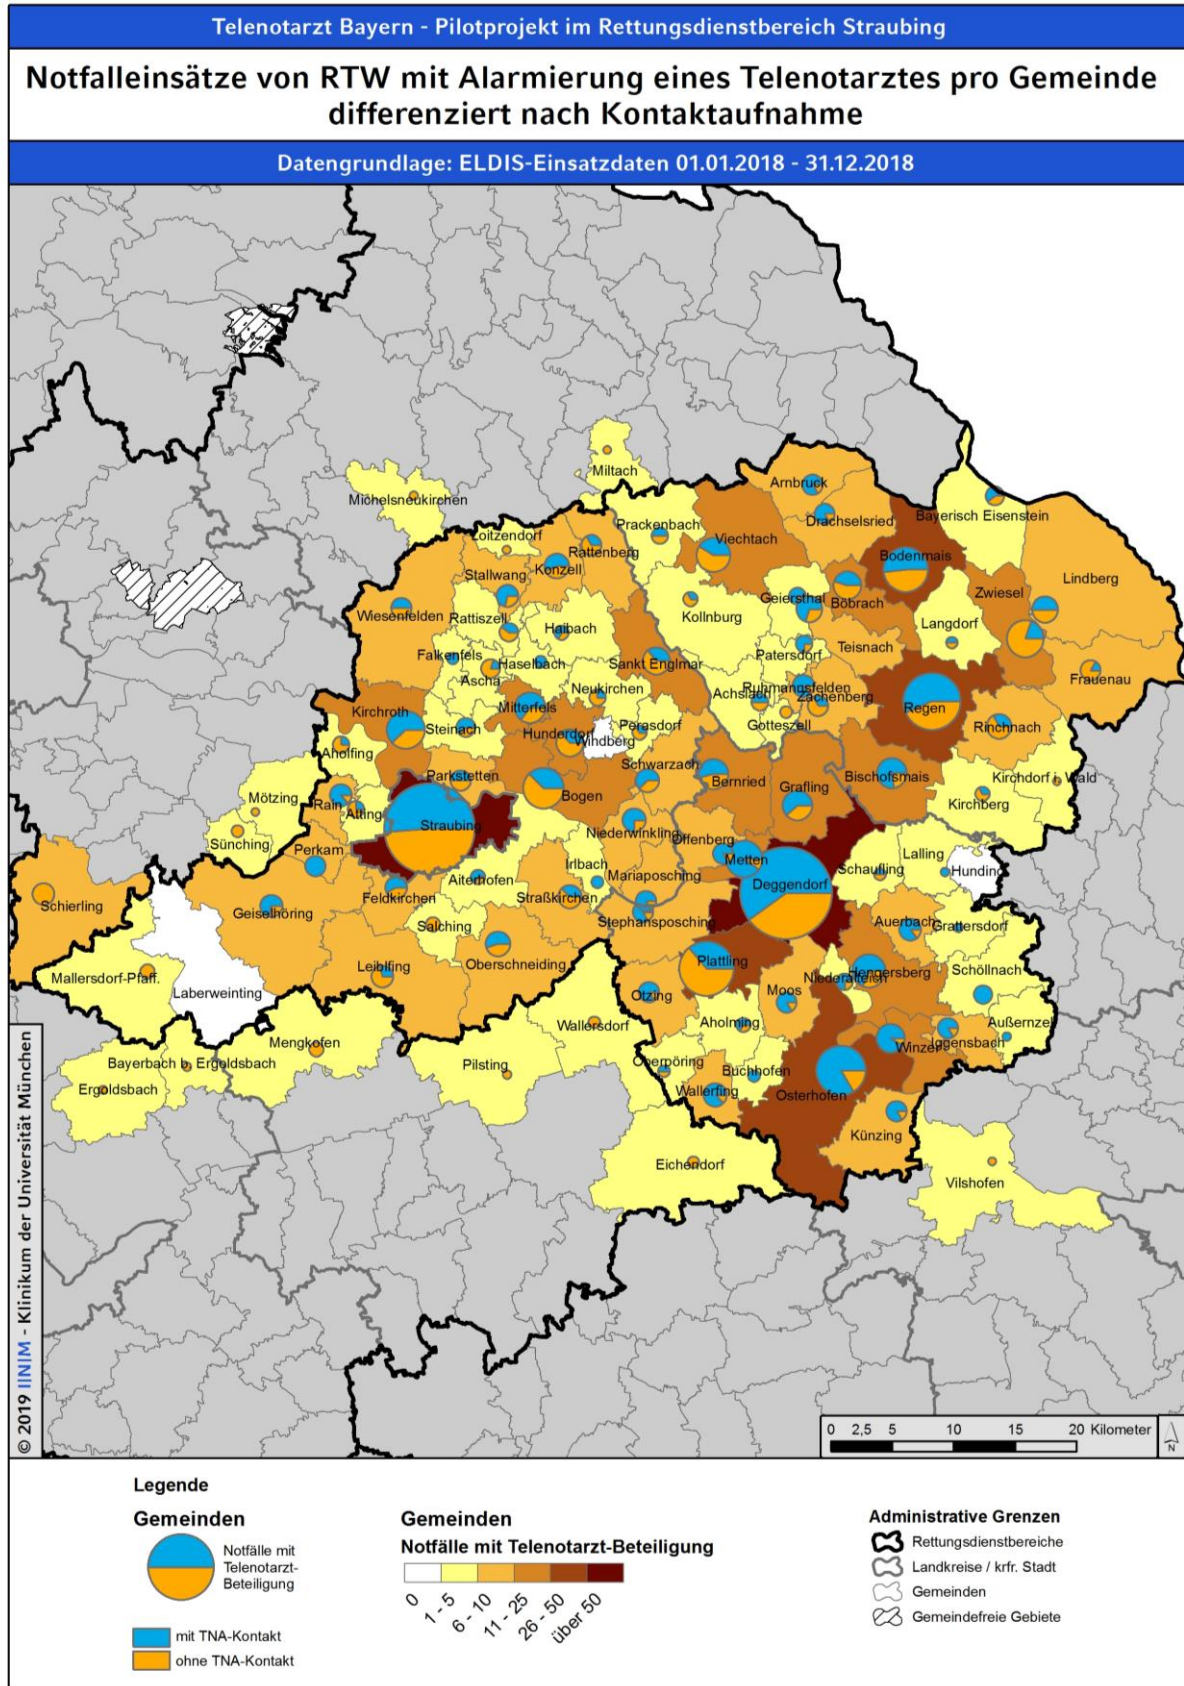 Telenotarzt Bayern - Pilotprojekt im Rettungsdienstbereich Straubing
Notfalleinsätze von RTW mit Alarmierung eines Telenotarztes pro Gemeinde
differenziert nach Kontaktaufnahme
Datengrundlage: ELDIS-Einsatzdaten 01.01.2018 - 31.12.2018
Miltach
Michelsneukirchen
Arnbruck
Loitzendorf
Prackenbach
Drachselsried
Bayerisch Eisenstein
Rattenberg
Viechtach
Bodenmais
Konzell
Stallwang
Lindberg
Zwiesel
Geiersthal
Böbrach
Wiesenfelden
Rattiszell
Kollnburg
Langdorf
Haibach
Teisnach
Patersdorf
Falkenfels
Haselbach
Sankt Englmar
Ascha
Frauenau
Neukirchen
Achslach
Ruhmannsfelden
Zachenberg
Regen
Kirchroth
Mitterfels
Gotteszell
Steinach
Perasdorf
Rinchnach
Hunderdorf
Windberg
Aholfing
Schwarzach
Bernried
Bischofsmais
Kirchdorf i. Wald
Parkstetten
Grafling
Bogen
Kirchberg
Mötzing
Rain
Atting
Straubing
Niederwinkling
Offenberg
Sünching
Perkam
Metten
Lalling
Irlbach
Mariaposching
Schaufling
Hunding
Aiterhofen
Deggendorf
Schierling
Feldkirchen
Straßkirchen
Geiselhöring
Stephansposching
Salching
Auerbach
Grattersdorf
Oberschneiding
Plattling
Leiblfing
Niederalteich
Hengersberg
Schöllnach
Mallersdorf-Pfaff.
Laberweinting
Otzing
Moos
Wallersdorf
Aholming
Außernzell
Iggensbach
Mengkofen
Winzer
Bayerbach b. Ergoldsbach
Pilsting
Oberpöring
Buchhofen
Ergoldsbach
Wallerfing
Osterhofen
Künzing
Eichendorf
Vilshofen
© 2019 INM - Klinikum der Universität München
0 2,5 5 10 15 20 Kilometer
N
Legende
Gemeinden
Notfälle mit
Telenotarzt-
Beteiligung
mit TNA-Kontakt
ohne TNA-Kontakt
Gemeinden
Notfälle mit Telenotarzt-Beteiligung
0
1 - 5
6 - 10
11 - 25
26 - 50
über 50
Administrative Grenzen
Rettungsdienstbereiche
Landkreise / krfr. Stadt
Gemeinden
Gemeindefreie Gebiete